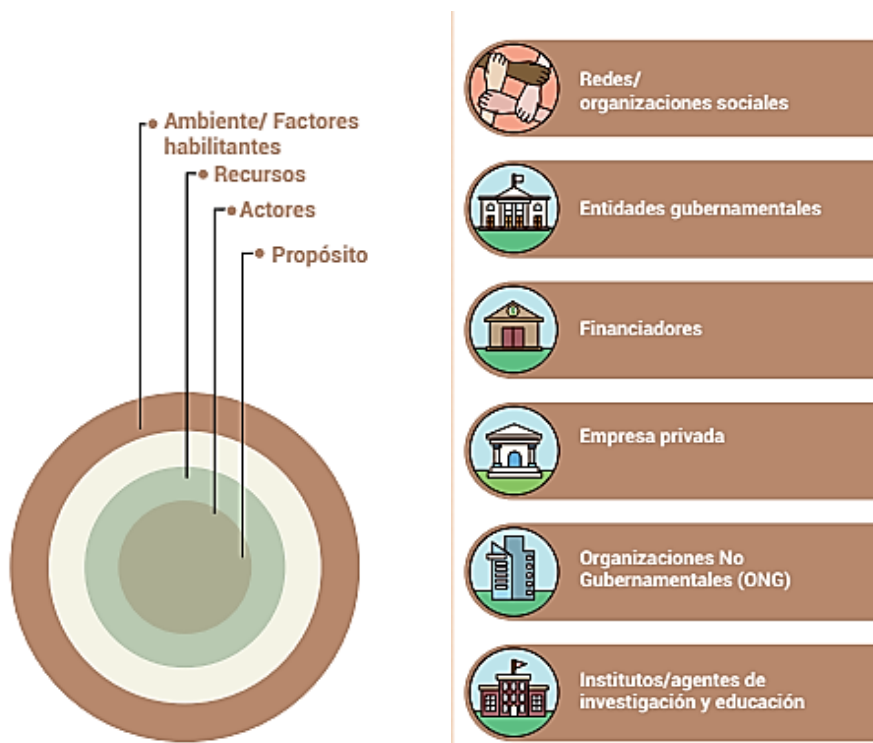 Ambiente/ Factores
habilitantes
Recursos
Actores
Propósito
Redes/
organizaciones sociales
Entidades gubernamentales
Financiadores
Empresa privada
Organizaciones No
Gubernamentales (ONG)
Institutos/agentes de
investigación y educación